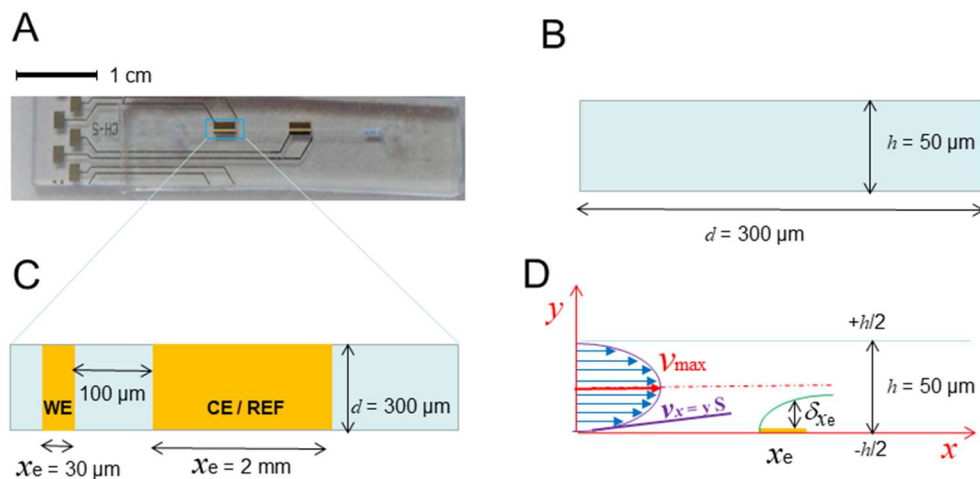 A
1 cm
CH-5
B
h = 50 µm
d = 300 µm
C
WE
100 µm
CE / REF
d = 300 µm
xe = 30 µm
xe = 2 mm
D
y
+h/2
vmax
h = 50 µm
vx = y S
δxe
x
xe
-h/2